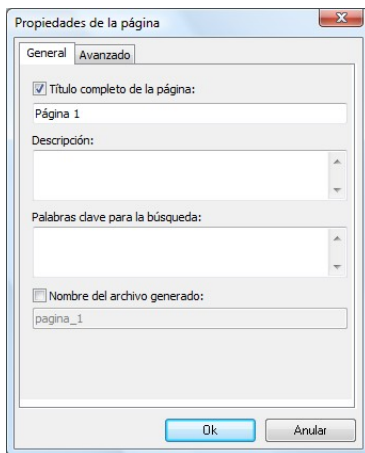 Propiedades de la página
General Avanzado
Título completo de la página:
Página 1
Descripción:
Palabras clave para la búsqueda:
Nombre del archivo generado:
pagina_1
Ok Anular